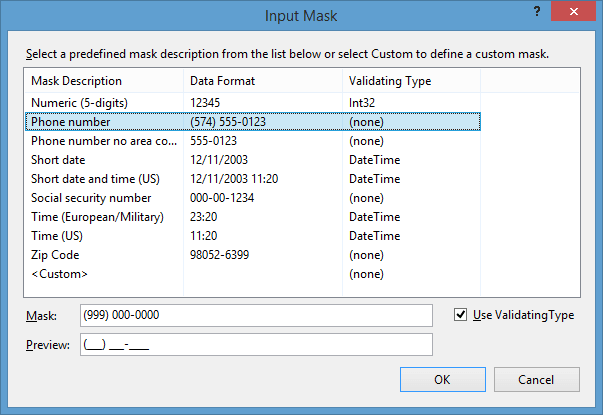 Input Mask
?
Select a predefined mask description from the list below or select Custom to define a custom mask.
Mask Description Data Format Validating Type
Numeric (5-digits) 12345 Int32
Phone number (574) 555-0123 (none)
Phone number no area co... 555-0123 (none)
Short date 12/11/2003 DateTime
Short date and time (US) 12/11/2003 11:20 DateTime
Social security number 000-00-1234 (none)
Time (European/Military) 23:20 DateTime
Time (US) 11:20 DateTime
Zip Code 98052-6399 (none)
<Custom> (none)
Mask: (999) 000-0000 Use ValidatingType
Preview: (___) ___-____
OK Cancel